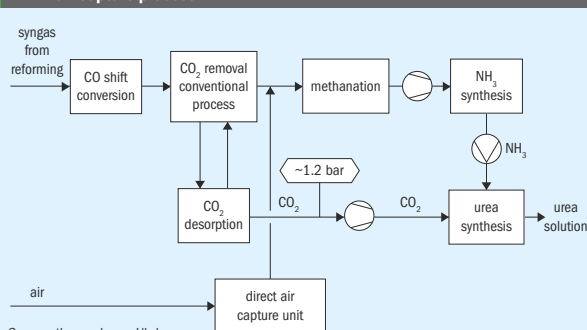 syngas
from
reforming
CO shift
conversion
CO₂ removal
conventional
process
methanation
NH₃
synthesis
NH₃
~1.2 bar
CO₂
desorption
CO₂
CO₂
urea
synthesis
urea
solution
air
direct air
capture unit